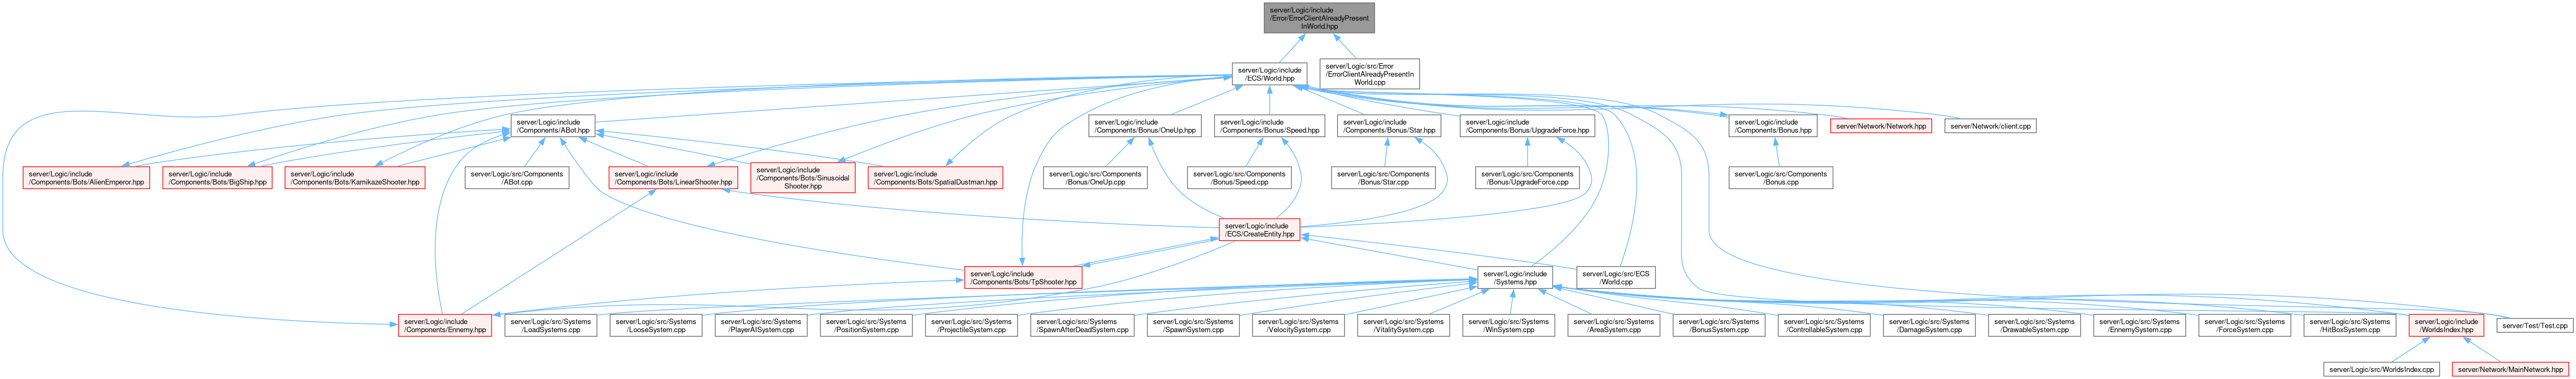 server/Logic/include
/Error/ErrorClientAlreadyPresent
InWorld.hpp
server/Logic/include
/ECS/World.hpp
server/Logic/src/Error
/ErrorClientAlreadyPresentIn
World.cpp
server/Logic/include
/Components/ABot.hpp
server/Logic/include
/Components/Bonus/OneUp.hpp
server/Logic/include
/Components/Bonus/Speed.hpp
server/Logic/include
/Components/Bonus/Star.hpp
server/Logic/include
/Components/Bonus/UpgradeForce.hpp
server/Logic/include
/Components/Bonus.hpp
server/Network/Network.hpp
server/Network/client.cpp
server/Logic/include
/Components/Bots/AlienEmperor.hpp
server/Logic/include
/Components/Bots/BigShip.hpp
server/Logic/include
/Components/Bots/KamikazeShooter.hpp
server/Logic/src/Components
/ABot.cpp
server/Logic/include
/Components/Bots/LinearShooter.hpp
server/Logic/include
/Components/Bots/Sinusoidal
Shooter.hpp
server/Logic/include
/Components/Bots/SpatialDustman.hpp
server/Logic/src/Components
/Bonus/OneUp.cpp
server/Logic/src/Components
/Bonus/Speed.cpp
server/Logic/src/Components
/Bonus/Star.cpp
server/Logic/src/Components
/Bonus/UpgradeForce.cpp
server/Logic/src/Components
/Bonus.cpp
server/Logic/include
/ECS/CreateEntity.hpp
server/Logic/include
/Components/Bots/TpShooter.hpp
server/Logic/include
/Systems.hpp
server/Logic/src/ECS
/World.cpp
server/Logic/include
/Components/Ennemy.hpp
server/Logic/src/Systems
/LoadSystems.cpp
server/Logic/src/Systems
/LooseSystem.cpp
server/Logic/src/Systems
/PlayerAISystem.cpp
server/Logic/src/Systems
/PositionSystem.cpp
server/Logic/src/Systems
/ProjectileSystem.cpp
server/Logic/src/Systems
/SpawnAfterDeadSystem.cpp
server/Logic/src/Systems
/SpawnSystem.cpp
server/Logic/src/Systems
/VelocitySystem.cpp
server/Logic/src/Systems
/VitalitySystem.cpp
server/Logic/src/Systems
/WinSystem.cpp
server/Logic/src/Systems
/AreaSystem.cpp
server/Logic/src/Systems
/BonusSystem.cpp
server/Logic/src/Systems
/ControllableSystem.cpp
server/Logic/src/Systems
/DamageSystem.cpp
server/Logic/src/Systems
/DrawableSystem.cpp
server/Logic/src/Systems
/EnnemySystem.cpp
server/Logic/src/Systems
/ForceSystem.cpp
server/Logic/src/Systems
/HitBoxSystem.cpp
server/Logic/include
/WorldsIndex.hpp
server/Test/Test.cpp
server/Logic/src/WorldsIndex.cpp
server/Network/MainNetwork.hpp